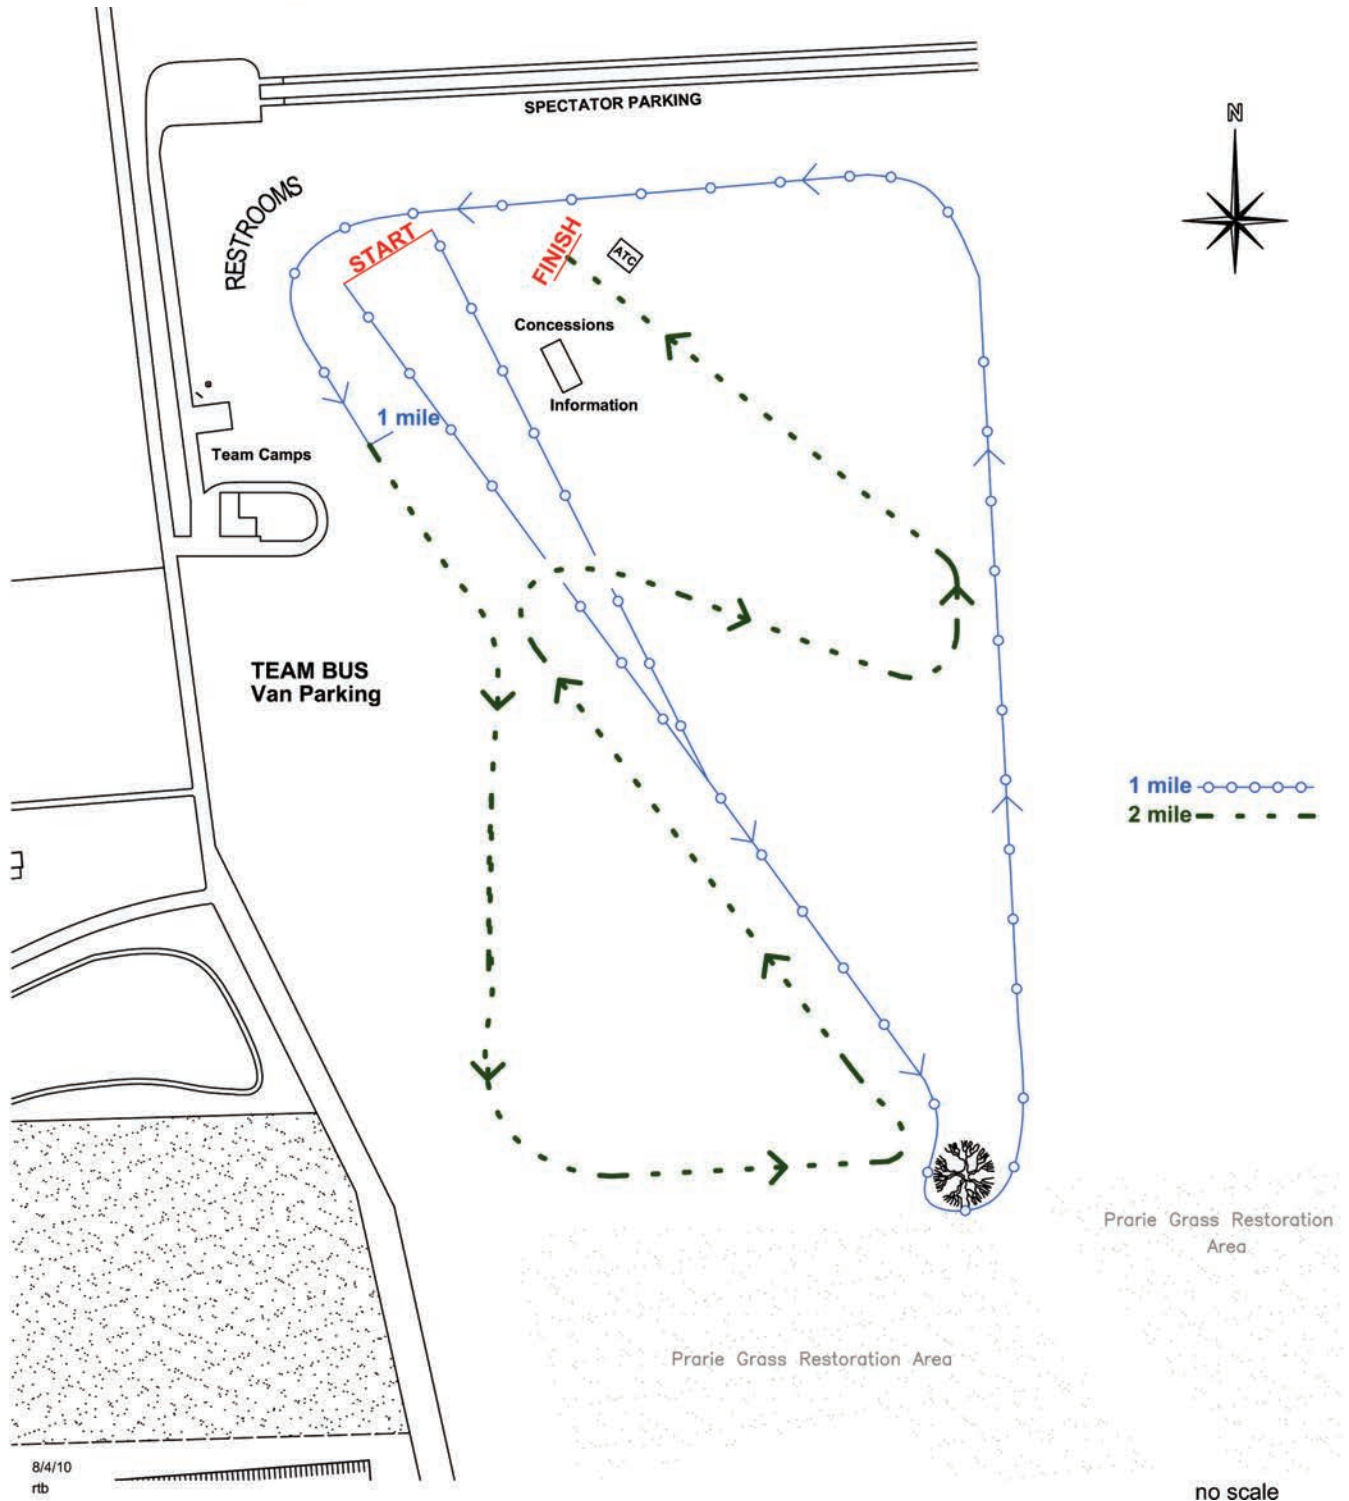 SPECTATOR PARKING
N
RESTROOMS
START
FINISH
ATC
Concessions
Information
1 mile
Team Camps
TEAM BUS
Van Parking
1 mile
2 mile
Prarie Grass Restoration
Area
Prarie Grass Restoration Area
8/4/10
rtb
no scale